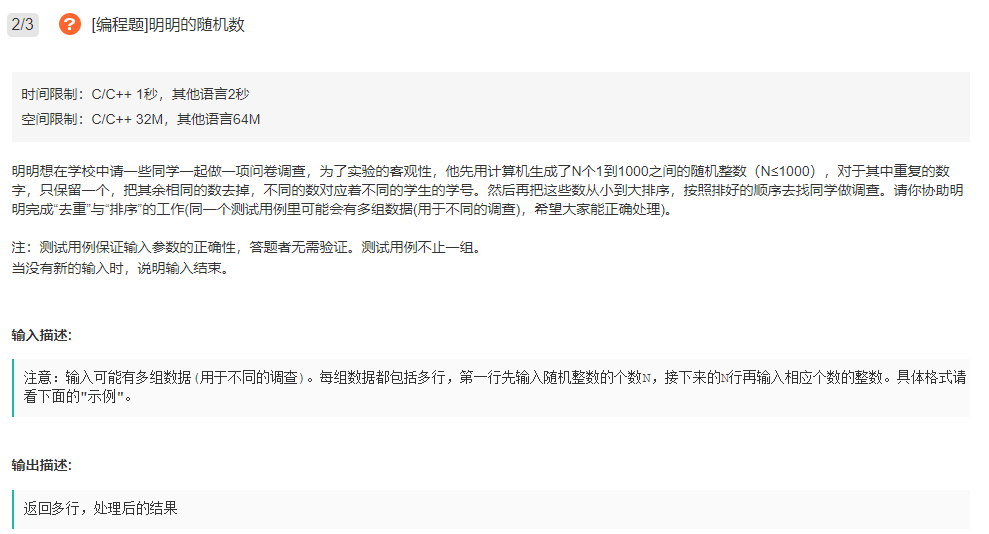 2/3 ? [编程题]明明的随机数
时间限制：C/C++ 1秒，其他语言2秒
空间限制：C/C++ 32M，其他语言64M
明明想在学校中请一些同学一起做一项问卷调查，为了实验的客观性，他先用计算机生成了N个1到1000之间的随机整数（N≤1000），对于其中重复的数
字，只保留一个，把其余相同的数去掉，不同的数对应着不同的学生的学号。然后再把这些数从小到大排序，按照排好的顺序去找同学做调查。请你协助明
明完成“去重”与“排序”的工作(同一个测试用例里可能会有多组数据(用于不同的调查)，希望大家能正确处理)。
注：测试用例保证输入参数的正确性，答题者无需验证。测试用例不止一组。
当没有新的输入时，说明输入结束。
输入描述:
注意：输入可能有多组数据(用于不同的调查)。每组数据都包括多行，第一行先输入随机整数的个数N，接下来的N行再输入相应个数的整数。具体格式请
看下面的"示例"。
输出描述:
返回多行，处理后的结果